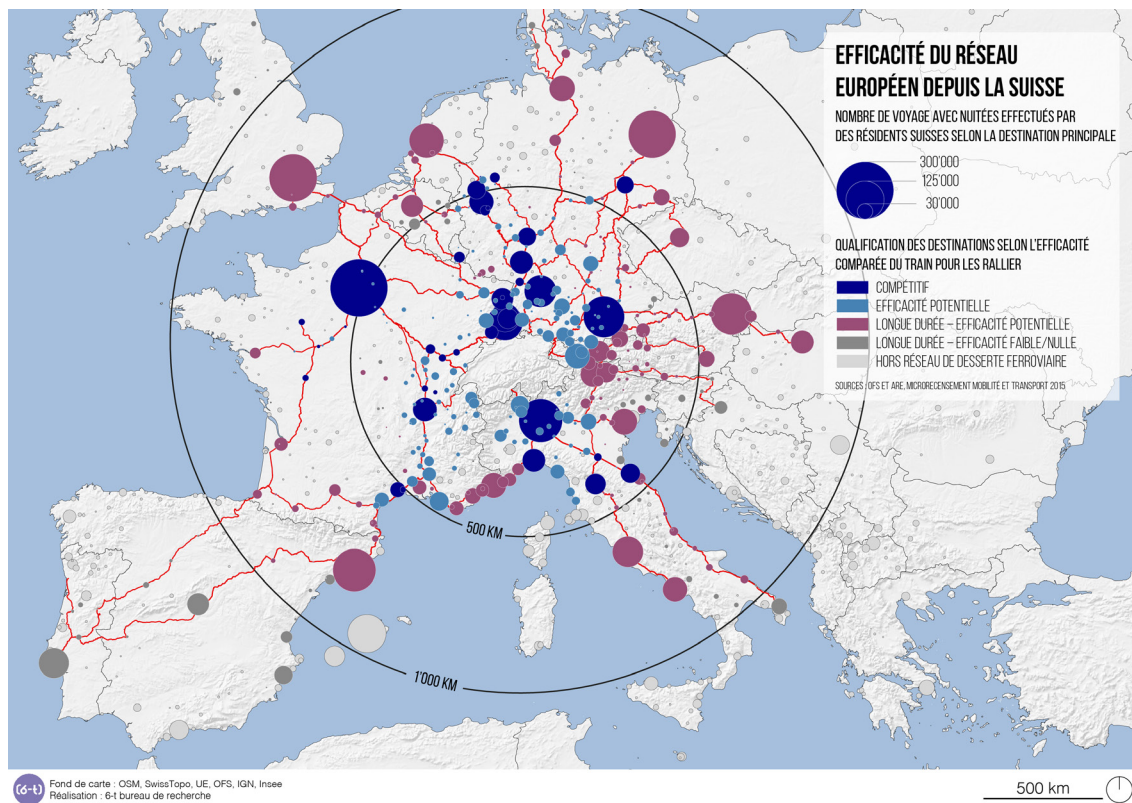 EFFICACITÉ DU RÉSEAU
EUROPÉEN DEPUIS LA SUISSE
NOMBRE DE VOYAGE AVEC NUITÉES EFFECTUÉS PAR
DES RÉSIDENTS SUISSES SELON LA DESTINATION PRINCIPALE
300'000
125'000
30'000
QUALIFICATION DES DESTINATIONS SELON L'EFFICACITÉ
COMPARÉE DU TRAIN POUR LES RALLIER
COMPÉTITIF
EFFICACITÉ POTENTIELLE
LONGUE DURÉE – EFFICACITÉ POTENTIELLE
LONGUE DURÉE – EFFICACITÉ FAIBLE/NULLE
HORS RÉSEAU DE DESSERTE FERROVIAIRE
SOURCES : OFS ET ARE, MICRORECENSEMENT MOBILITÉ ET TRANSPORT 2015
500 KM
1'000 KM
(6-t)
Fond de carte : OSM, SwissTopo, UE, OFS, IGN, Insee
Réalisation : 6-t bureau de recherche
500 km